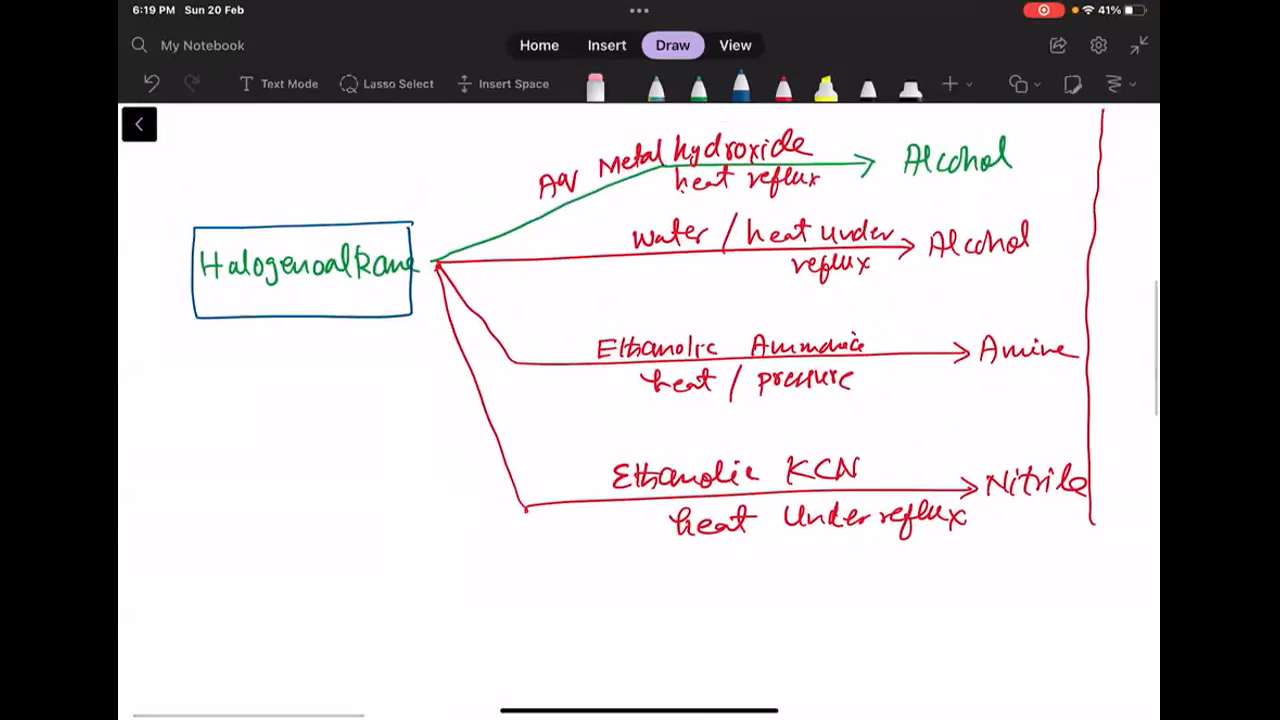 6:19 PM Sun 20 Feb
41%
My Notebook
Home Insert Draw View
Text Mode Lasso Select Insert Space
Aq Metal hydroxide
heat reflux
Alcohol
Halogenoalkane
Water / heat under
reflux
Alcohol
Ethanolic Ammonia
heat / pressure
Amine
Ethanolic KCN
heat Under reflux
Nitrile